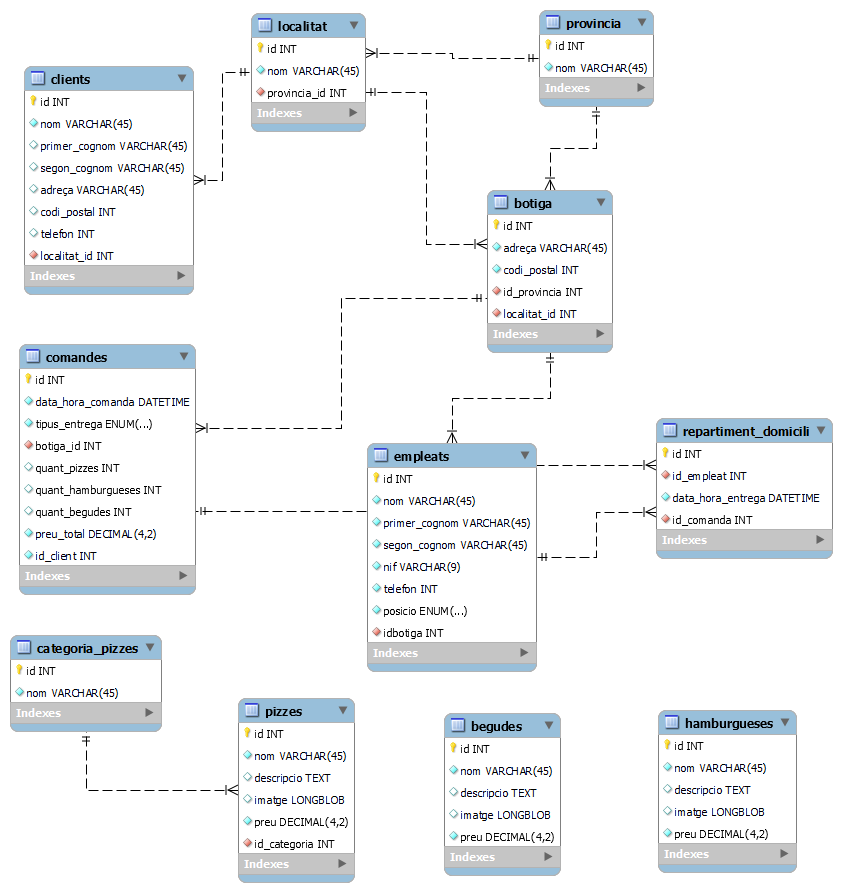 localitat
id INT
nom VARCHAR(45)
provincia_id INT
Indexes
provincia
id INT
nom VARCHAR(45)
Indexes
clients
id INT
nom VARCHAR(45)
primer_cognom VARCHAR(45)
segon_cognom VARCHAR(45)
adreça VARCHAR(45)
codi_postal INT
telefon INT
localitat_id INT
Indexes
botiga
id INT
adreça VARCHAR(45)
codi_postal INT
id_provincia INT
localitat_id INT
Indexes
comandes
id INT
data_hora_comanda DATETIME
tipus_entrega ENUM(...)
botiga_id INT
quant_pizzes INT
quant_hamburgueses INT
quant_begudes INT
preu_total DECIMAL(4,2)
id_client INT
Indexes
empleats
id INT
nom VARCHAR(45)
primer_cognom VARCHAR(45)
segon_cognom VARCHAR(45)
nif VARCHAR(9)
telefon INT
posicio ENUM(...)
idbotiga INT
Indexes
repartiment_domicili
id INT
id_empleat INT
data_hora_entrega DATETIME
id_comanda INT
Indexes
categoria_pizzes
id INT
nom VARCHAR(45)
Indexes
pizzes
id INT
nom VARCHAR(45)
descripcio TEXT
imatge LONGBLOB
preu DECIMAL(4,2)
id_categoria INT
Indexes
begudes
id INT
nom VARCHAR(45)
descripcio TEXT
imatge LONGBLOB
preu DECIMAL(4,2)
Indexes
hamburgueses
id INT
nom VARCHAR(45)
descripcio TEXT
imatge LONGBLOB
preu DECIMAL(4,2)
Indexes